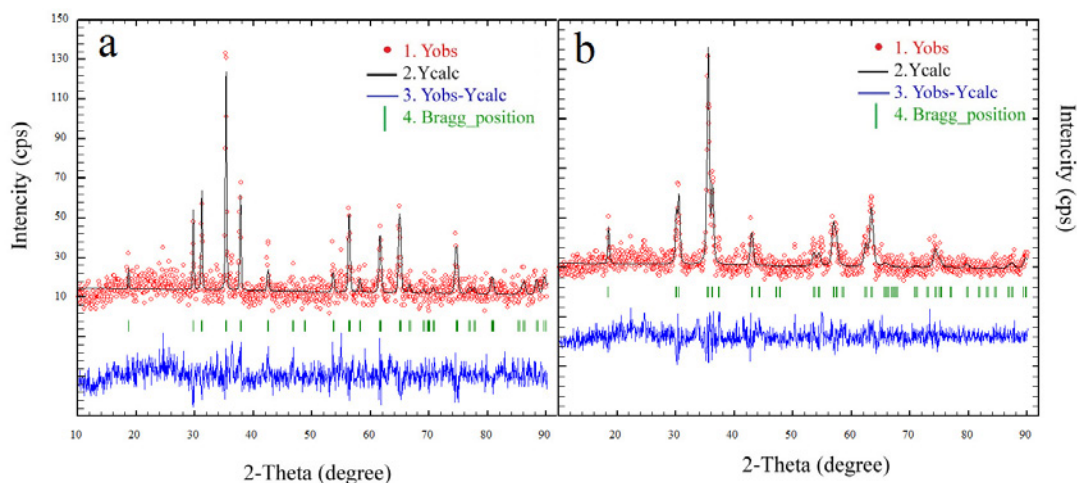 a
1. Yobs
2.Ycalc
3. Yobs-Ycalc
4. Bragg_position
150
130
110
90
70
50
30
10
Intencity (cps)
10 20 30 40 50 60 70 80 90
2-Theta (degree)
b
1. Yobs
2.Ycalc
3. Yobs-Ycalc
4. Bragg_position
Intencity (cps)
20 30 40 50 60 70 80 90
2-Theta (degree)